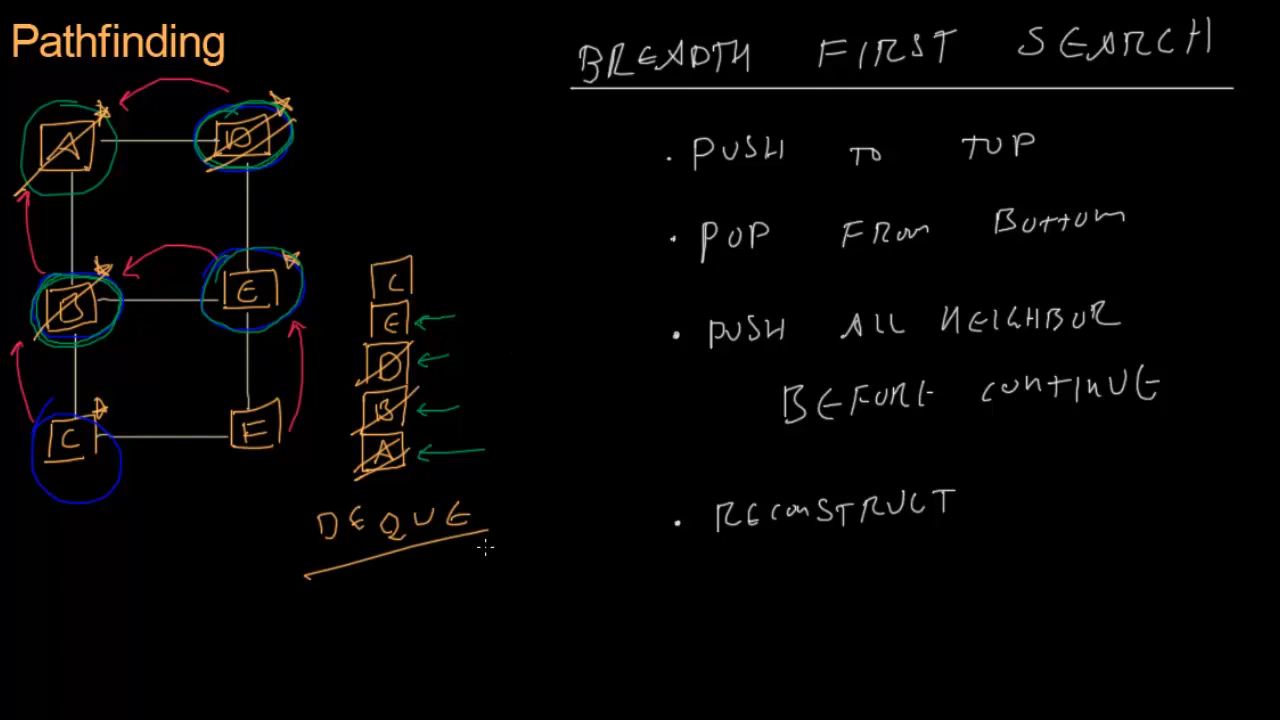 Pathfinding
BREADTH FIRST SEARCH
A
D
B
E
C
F
C
E
D
B
A
DEQUE
• PUSH TO TOP
• POP FROM BOTTOM
• PUSH ALL NEIGHBOR
BEFORE CONTINUE
• RECONSTRUCT